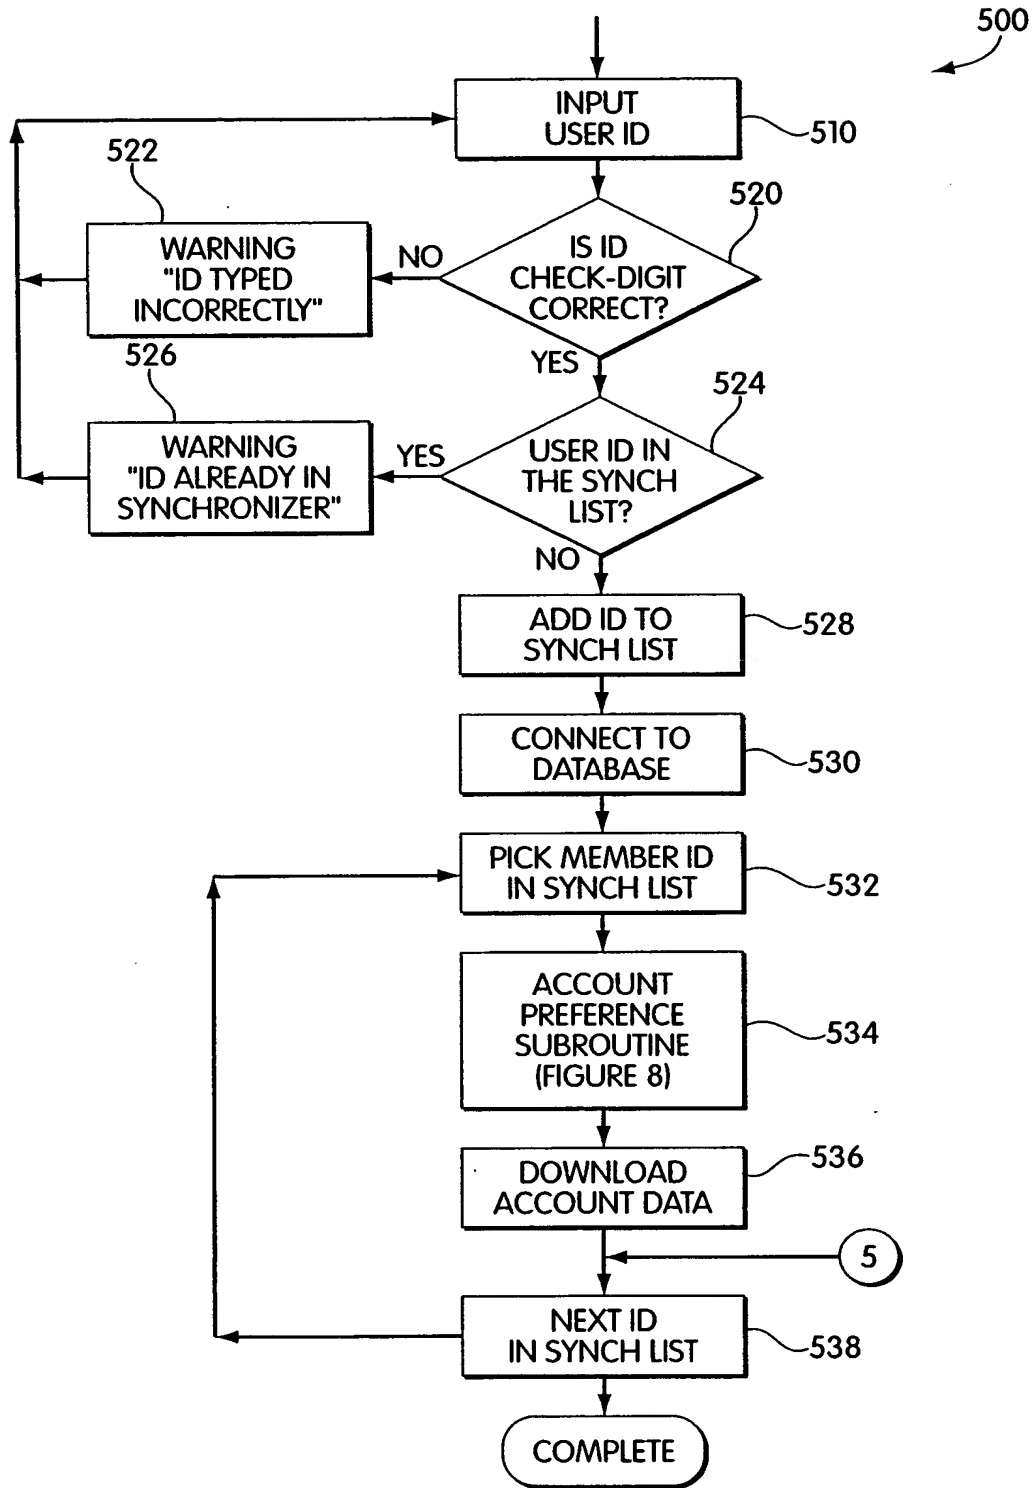 500
INPUT
USER ID
510
522
520
WARNING
"ID TYPED
INCORRECTLY"
NO
IS ID
CHECK-DIGIT
CORRECT?
526
YES
524
WARNING
"ID ALREADY IN
SYNCHRONIZER"
YES
USER ID IN
THE SYNCH
LIST?
NO
ADD ID TO
SYNCH LIST
528
CONNECT TO
DATABASE
530
PICK MEMBER ID
IN SYNCH LIST
532
ACCOUNT
PREFERENCE
SUBROUTINE
(FIGURE 8)
534
DOWNLOAD
ACCOUNT DATA
536
5
NEXT ID
IN SYNCH LIST
538
COMPLETE